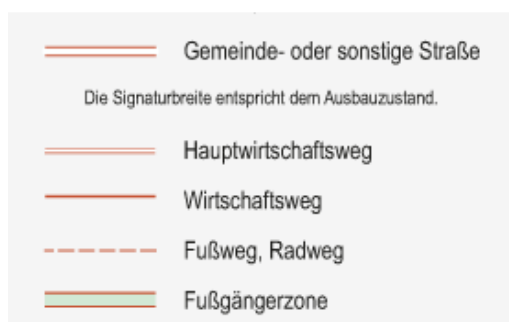 Gemeinde- oder sonstige Straße
Die Signaturbreite entspricht dem Ausbauzustand.
Hauptwirtschaftsweg
Wirtschaftsweg
Fußweg, Radweg
Fußgängerzone